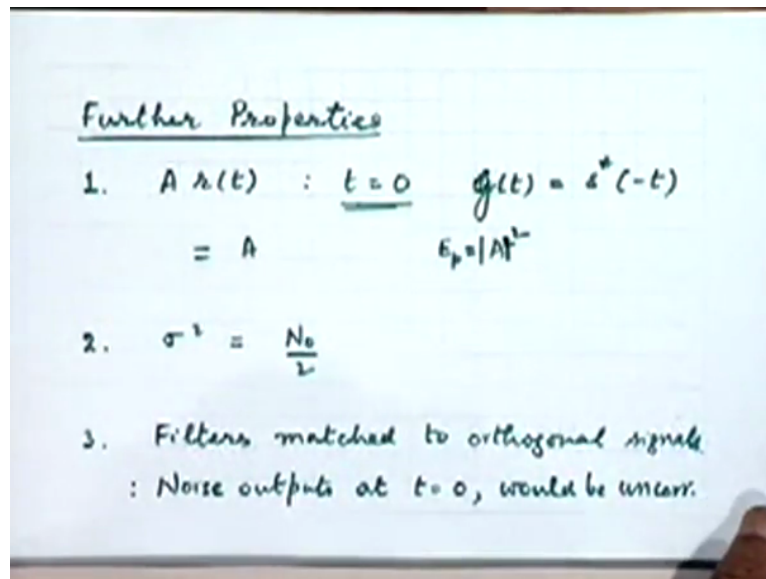 Further Properties
1. A r(t) : t = 0 g(t) = s*(-t)
= A Ep = |A|²
2. σ² = N₀/2
3. Filters matched to orthogonal signals
: Noise outputs at t = 0, would be uncorr.